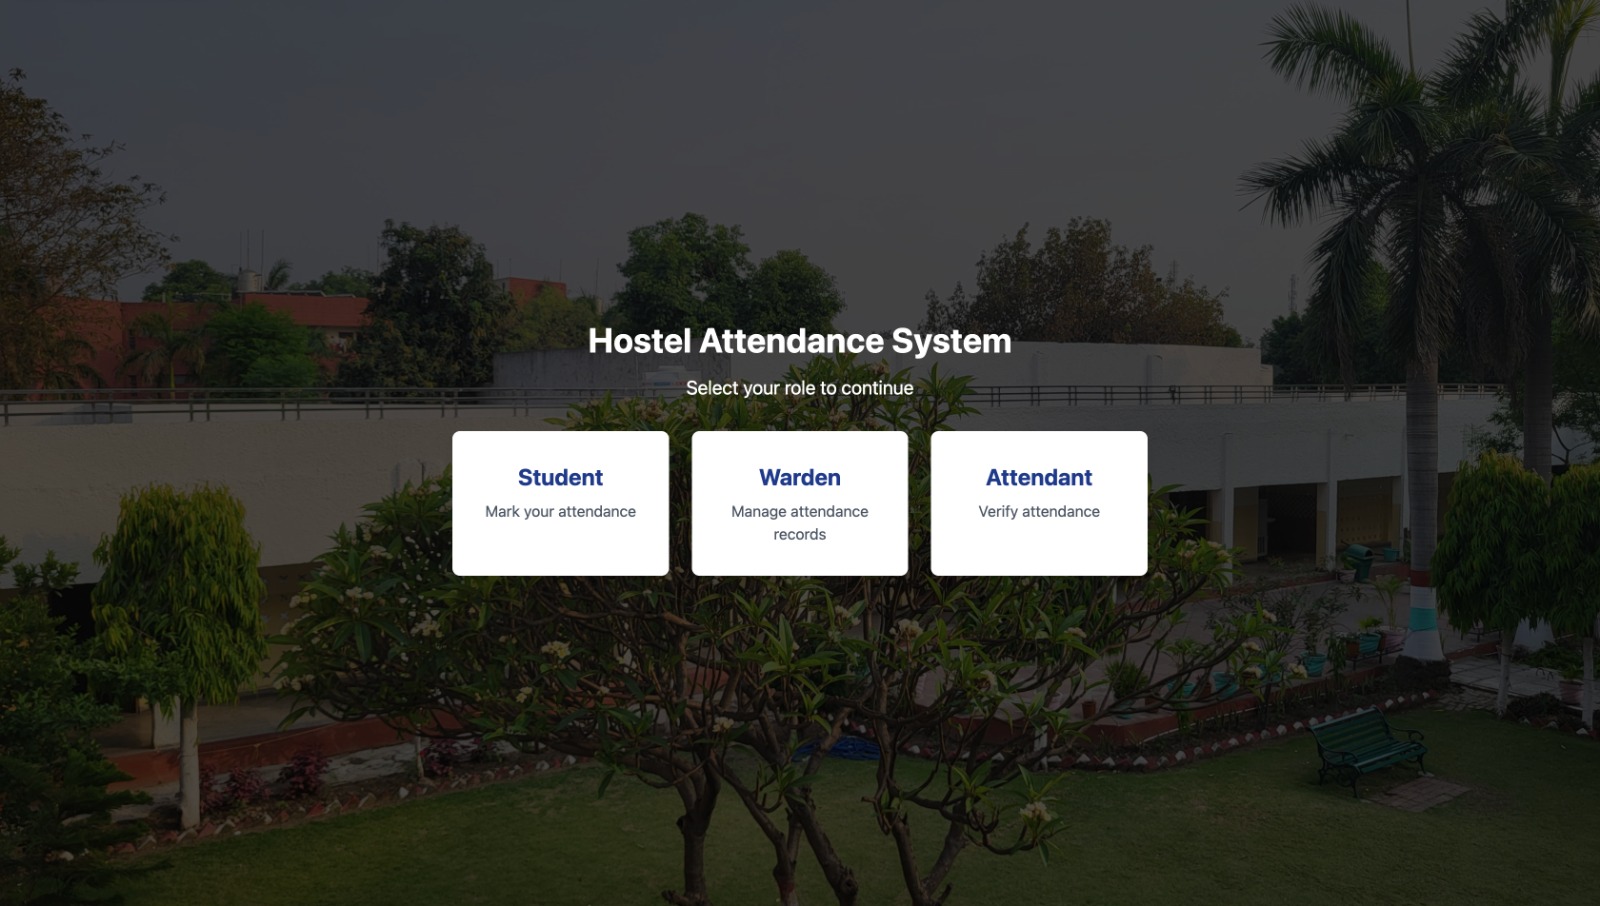 Hostel Attendance System
Select your role to continue
Student
Mark your attendance
Warden
Manage attendance
records
Attendant
Verify attendance